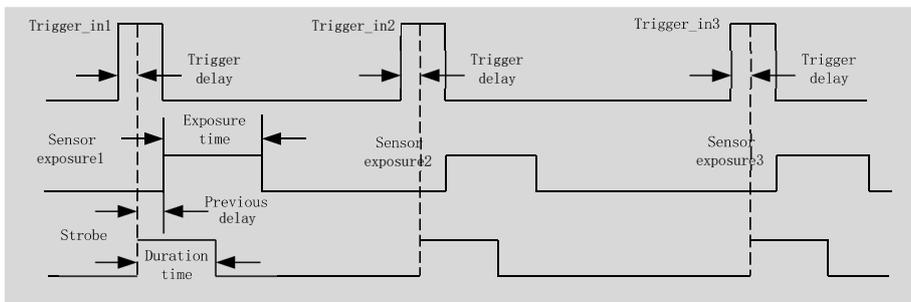 Trigger_in1
Trigger_in2
Trigger_in3
Trigger
delay
Trigger
delay
Trigger
delay
Exposure
time
Sensor
exposure1
Sensor
exposure2
Sensor
exposure3
Previous
delay
Strobe
Duration
time